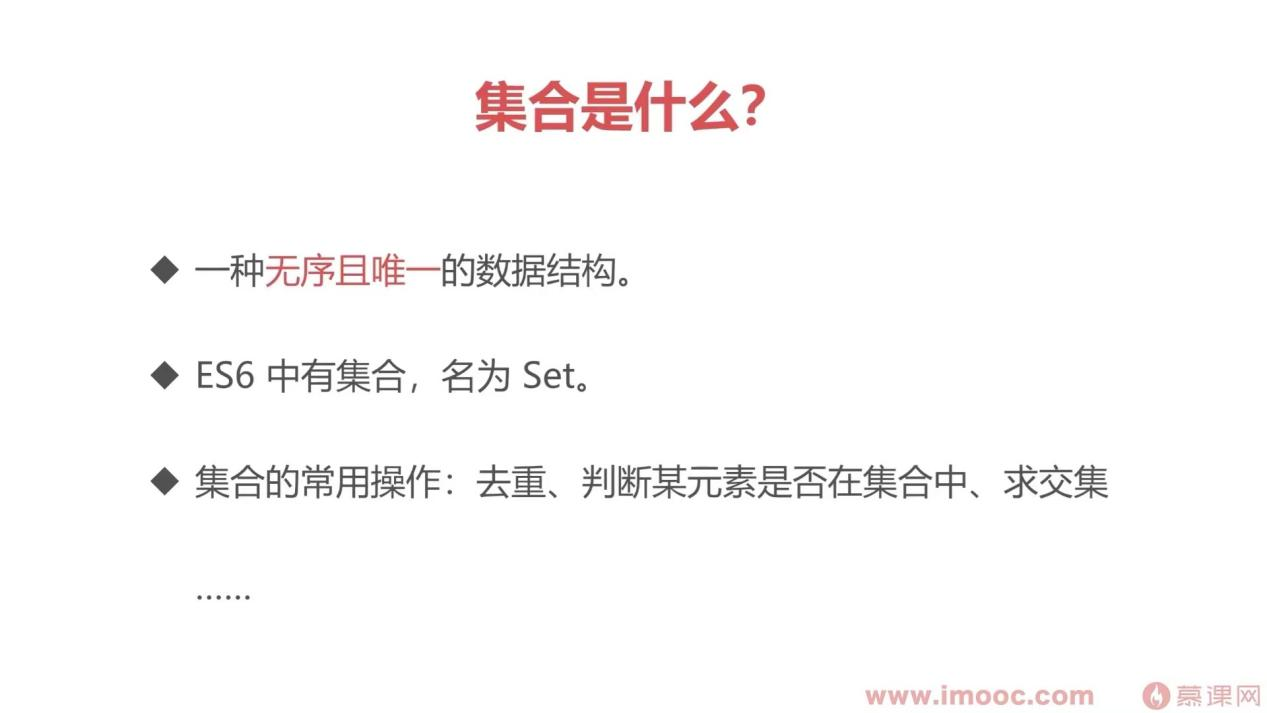 集合是什么？
◆ 一种无序且唯一的数据结构。
◆ ES6 中有集合，名为 Set。
◆ 集合的常用操作：去重、判断某元素是否在集合中、求交集
……
www.imooc.com 慕课网